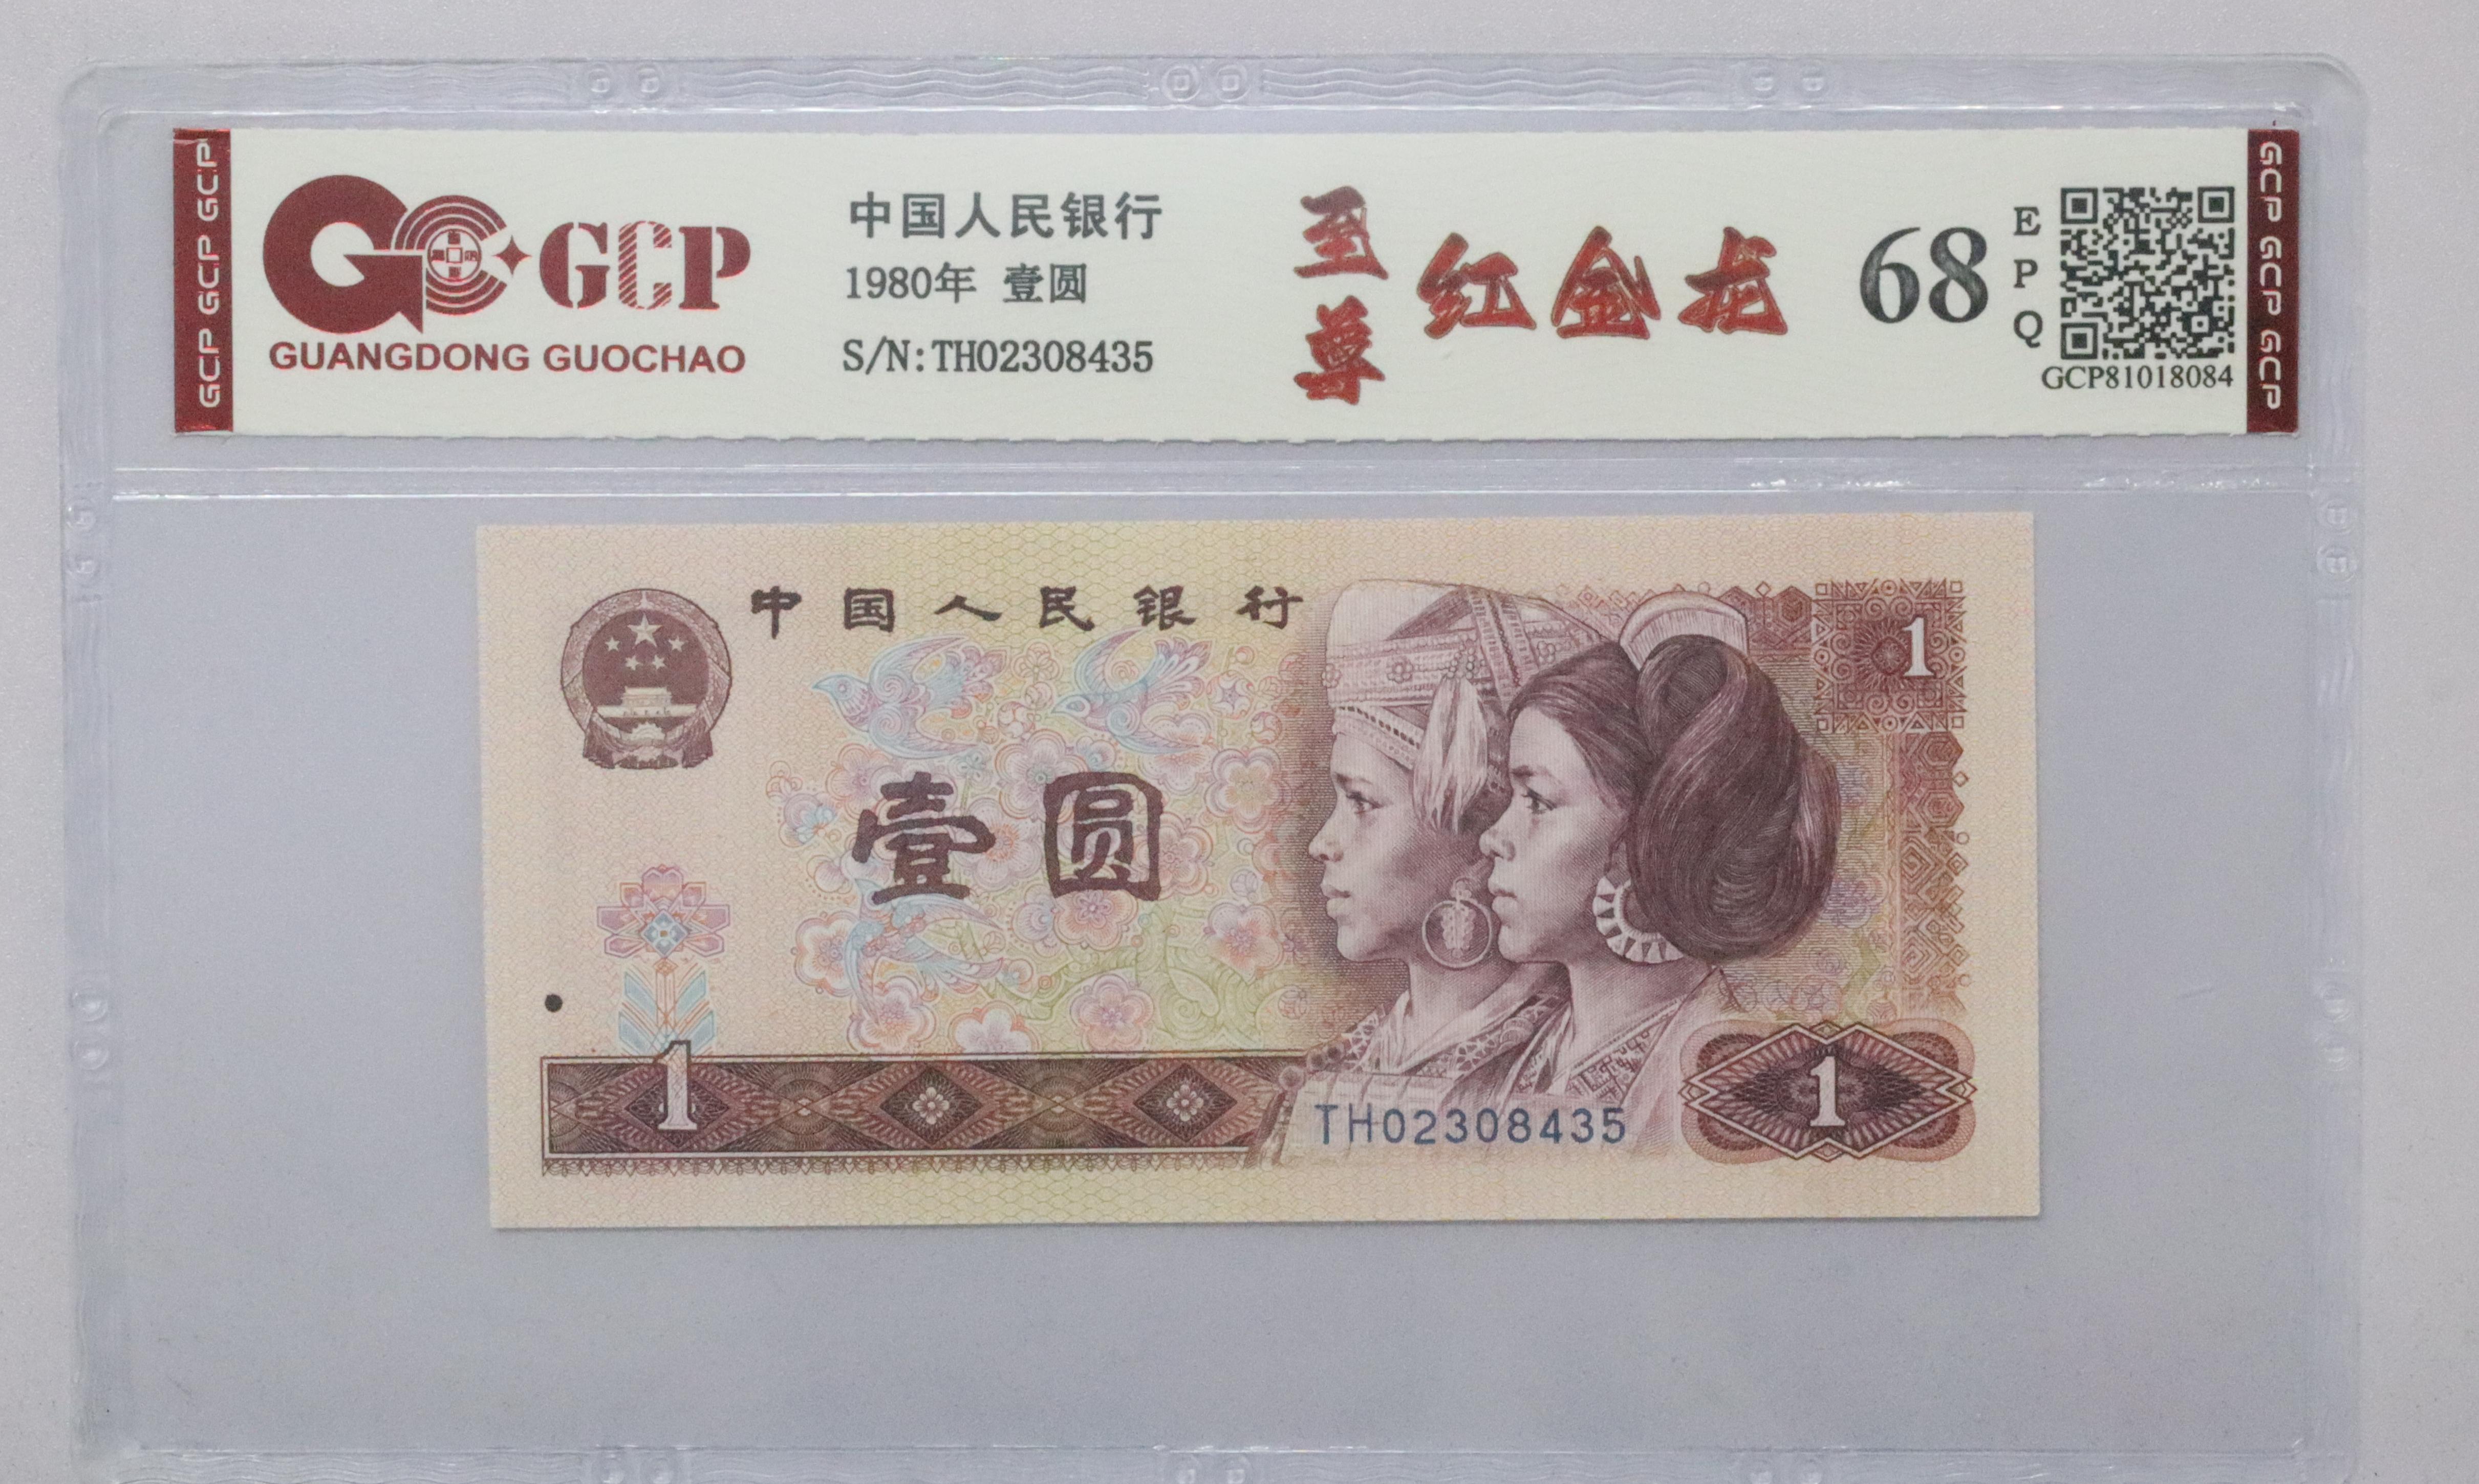 GCP GCP GCP
GCP
GUANGDONG GUOCHAO
中国人民银行
1980年 壹圆
S/N:TH02308435
至尊
红金龙
68
EPQ
GCP81018084
GCP GCP GCP
中国人民银行
1
壹圆
1
TH02308435
1